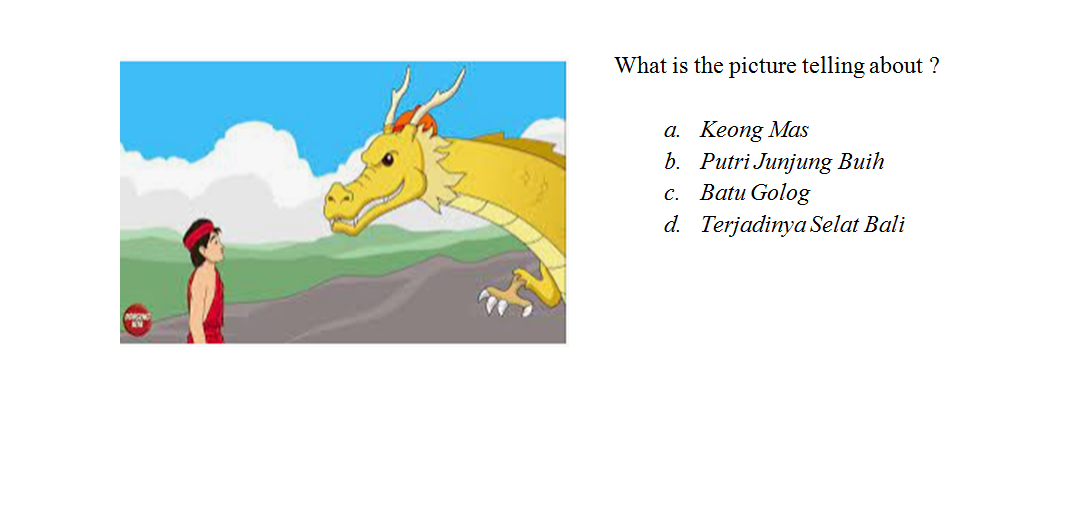 What is the picture telling about ?
a. Keong Mas
b. Putri Junjung Buih
c. Batu Golog
d. Terjadinya Selat Bali